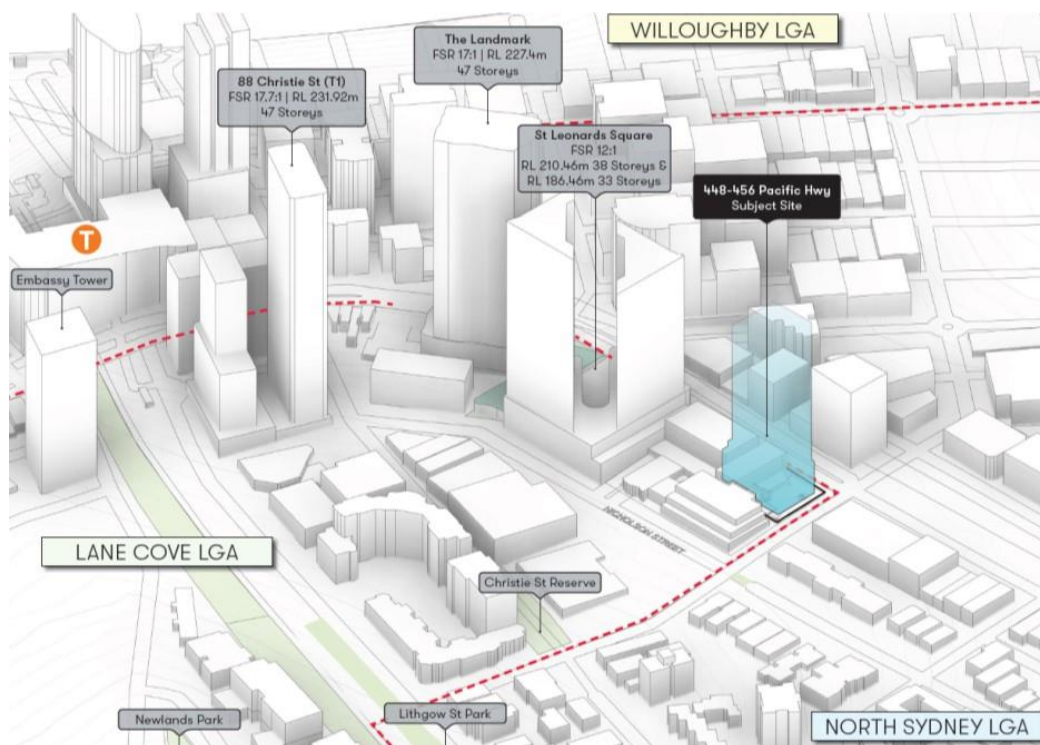 WILLOUGHBY LGA
The Landmark
FSR 17:1 | RL 227.4m
47 Storeys
88 Christie St (T1)
FSR 17.7:1 | RL 231.92m
47 Storeys
St Leonards Square
FSR 12:1
RL 210.46m 38 Storeys &
RL 186.46m 33 Storeys
448-456 Pacific Hwy
Subject Site
T
Embassy Tower
NICHOLSON STREET
LANE COVE LGA
Christie St Reserve
Newlands Park
Lithgow St Park
NORTH SYDNEY LGA